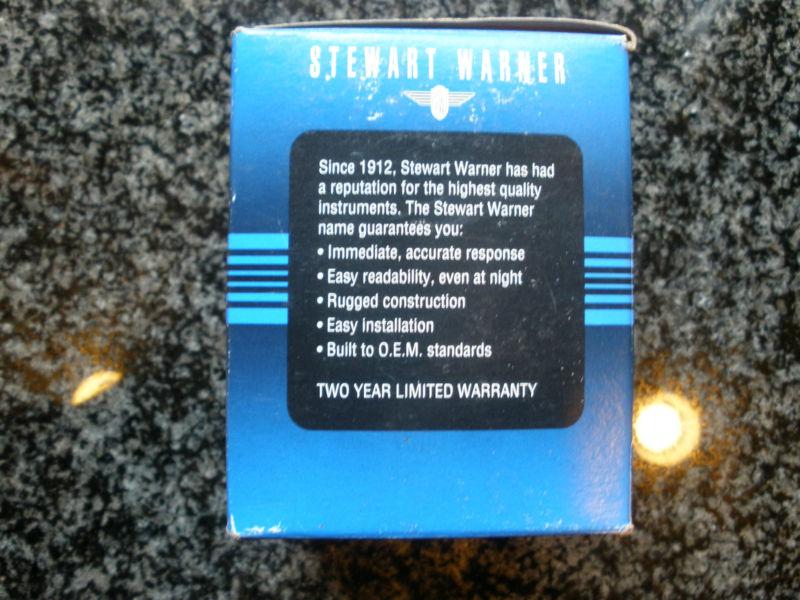 STEWART WARNER
Since 1912, Stewart Warner has had
a reputation for the highest quality
instruments. The Stewart Warner
name guarantees you:
• Immediate, accurate response
• Easy readability, even at night
• Rugged construction
• Easy installation
• Built to O.E.M. standards
TWO YEAR LIMITED WARRANTY